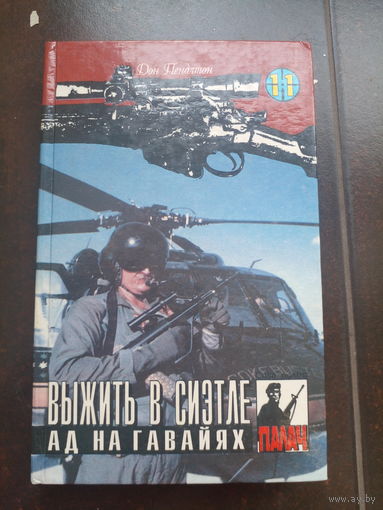 Дон Пендлтон
11
ВЫЖИТЬ В СИЭТЛЕ
АД НА ГАВАЙЯХ
ПАЛАЧ
www.ay.by